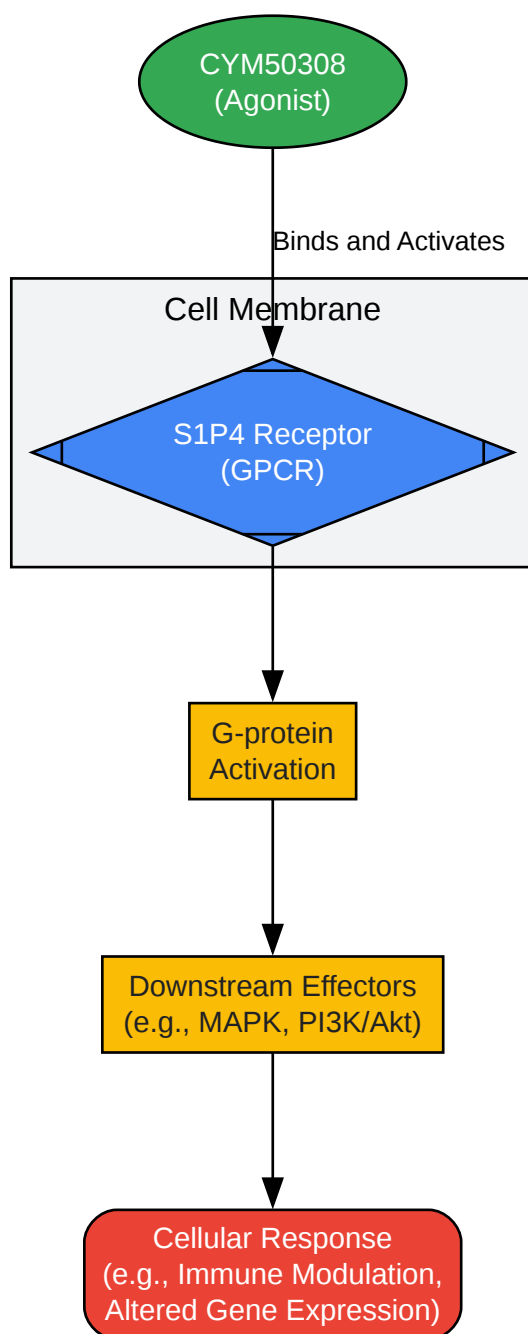 CYM50308
(Agonist)
Binds and Activates
Cell Membrane
S1P4 Receptor
(GPCR)
G-protein
Activation
Downstream Effectors
(e.g., MAPK, PI3K/Akt)
Cellular Response
(e.g., Immune Modulation,
Altered Gene Expression)